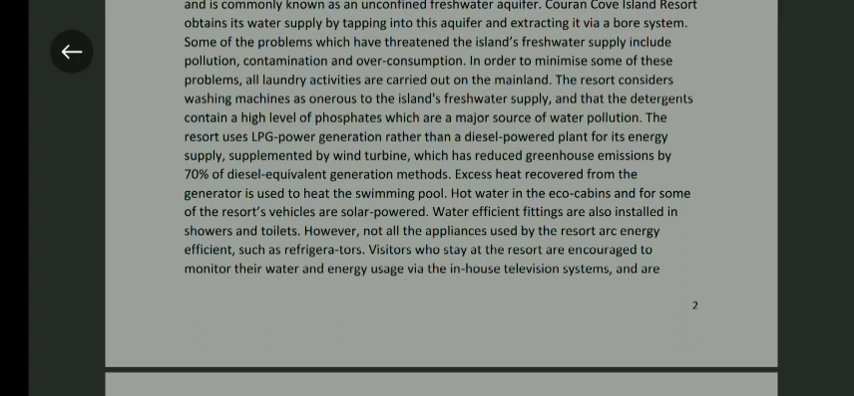 and is commonly known as an unconfined freshwater aquifer. Couran Cove Island Resort
obtains its water supply by tapping into this aquifer and extracting it via a bore system.
Some of the problems which have threatened the island's freshwater supply include
pollution, contamination and over-consumption. In order to minimise some of these
problems, all laundry activities are carried out on the mainland. The resort considers
washing machines as onerous to the island's freshwater supply, and that the detergents
contain a high level of phosphates which are a major source of water pollution. The
resort uses LPG-power generation rather than a diesel-powered plant for its energy
supply, supplemented by wind turbine, which has reduced greenhouse emissions by
70% of diesel-equivalent generation methods. Excess heat recovered from the
generator is used to heat the swimming pool. Hot water in the eco-cabins and for some
of the resort's vehicles are solar-powered. Water efficient fittings are also installed in
showers and toilets. However, not all the appliances used by the resort arc energy
efficient, such as refrigera-tors. Visitors who stay at the resort are encouraged to
monitor their water and energy usage via the in-house television systems, and are
2